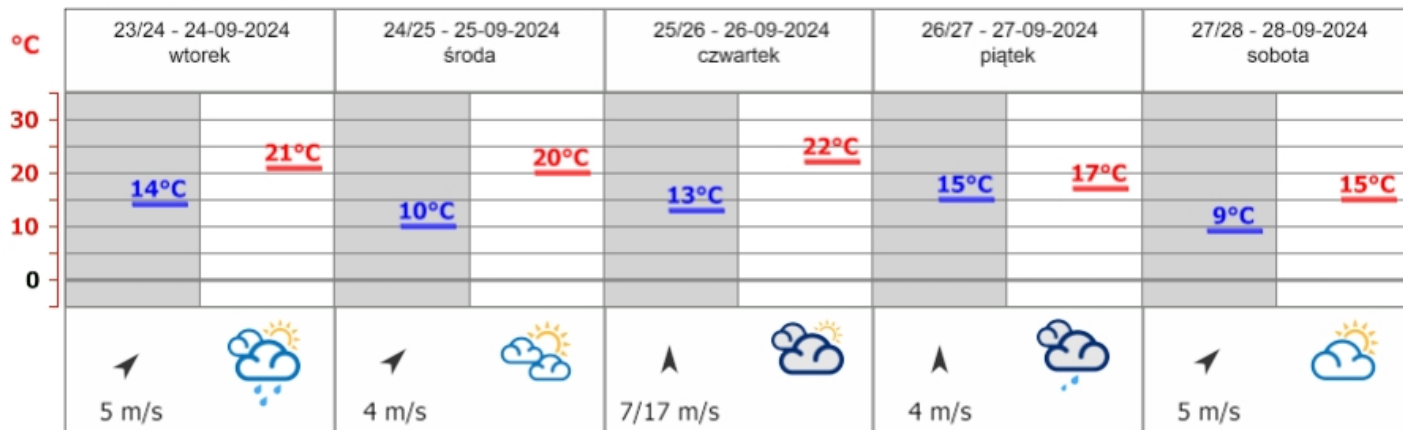 °C
23/24 - 24-09-2024
wtorek
24/25 - 25-09-2024
środa
25/26 - 26-09-2024
czwartek
26/27 - 27-09-2024
piątek
27/28 - 28-09-2024
sobota
30
20
10
0
14°C
21°C
10°C
20°C
13°C
22°C
15°C
17°C
9°C
15°C
5 m/s
4 m/s
7/17 m/s
4 m/s
5 m/s